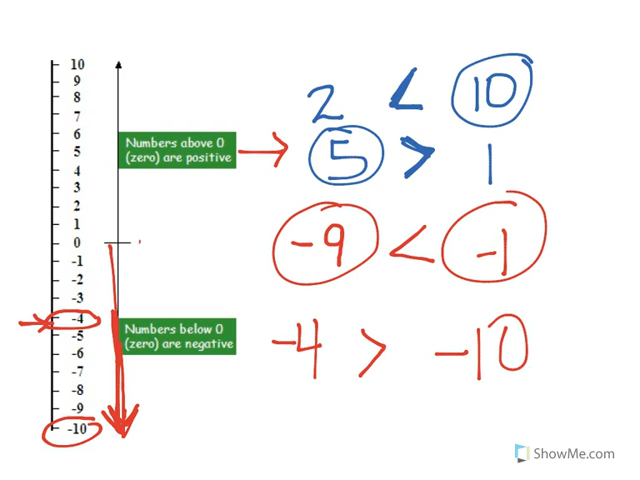 10
9
8
7
6
5
4
3
2
1
0
-1
-2
-3
-4
-5
-6
-7
-8
-9
-10
Numbers above 0
(zero) are positive
Numbers below 0
(zero) are negative
2 < 10
5 > 1
-9 < -1
-4 > -10
ShowMe.com